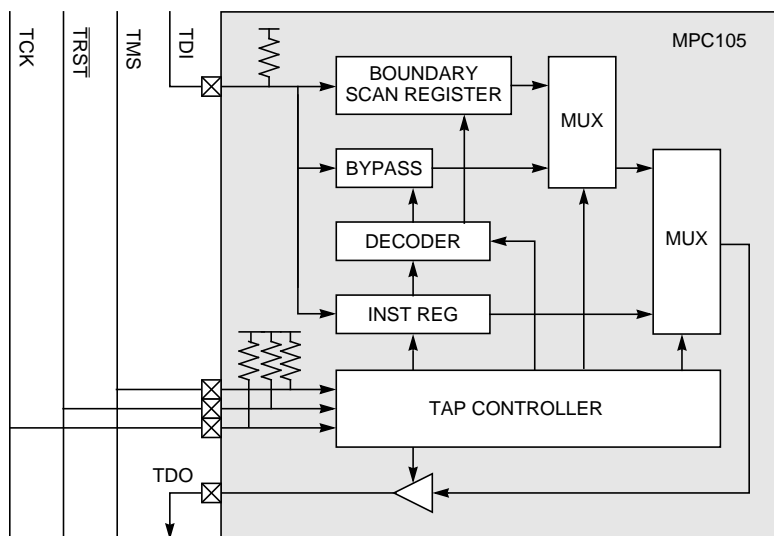 TCK
TRST
TMS
TDI
MPC105
BOUNDARY
SCAN REGISTER
MUX
BYPASS
DECODER
MUX
INST REG
TAP CONTROLLER
TDO